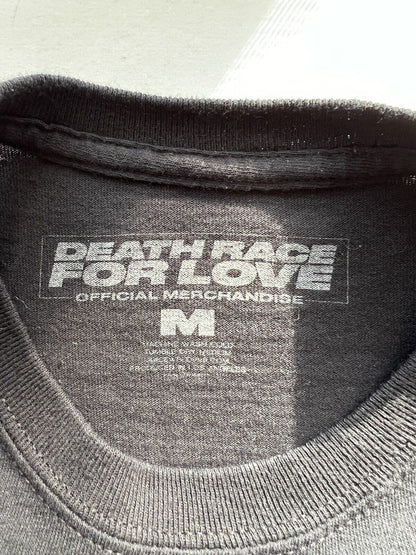 DEATH RACE
FOR LOVE
OFFICIAL MERCHANDISE
M
MACHINE WASH COLD
TUMBLE DRY MEDIUM
PRODUCED IN LOS ANGELES